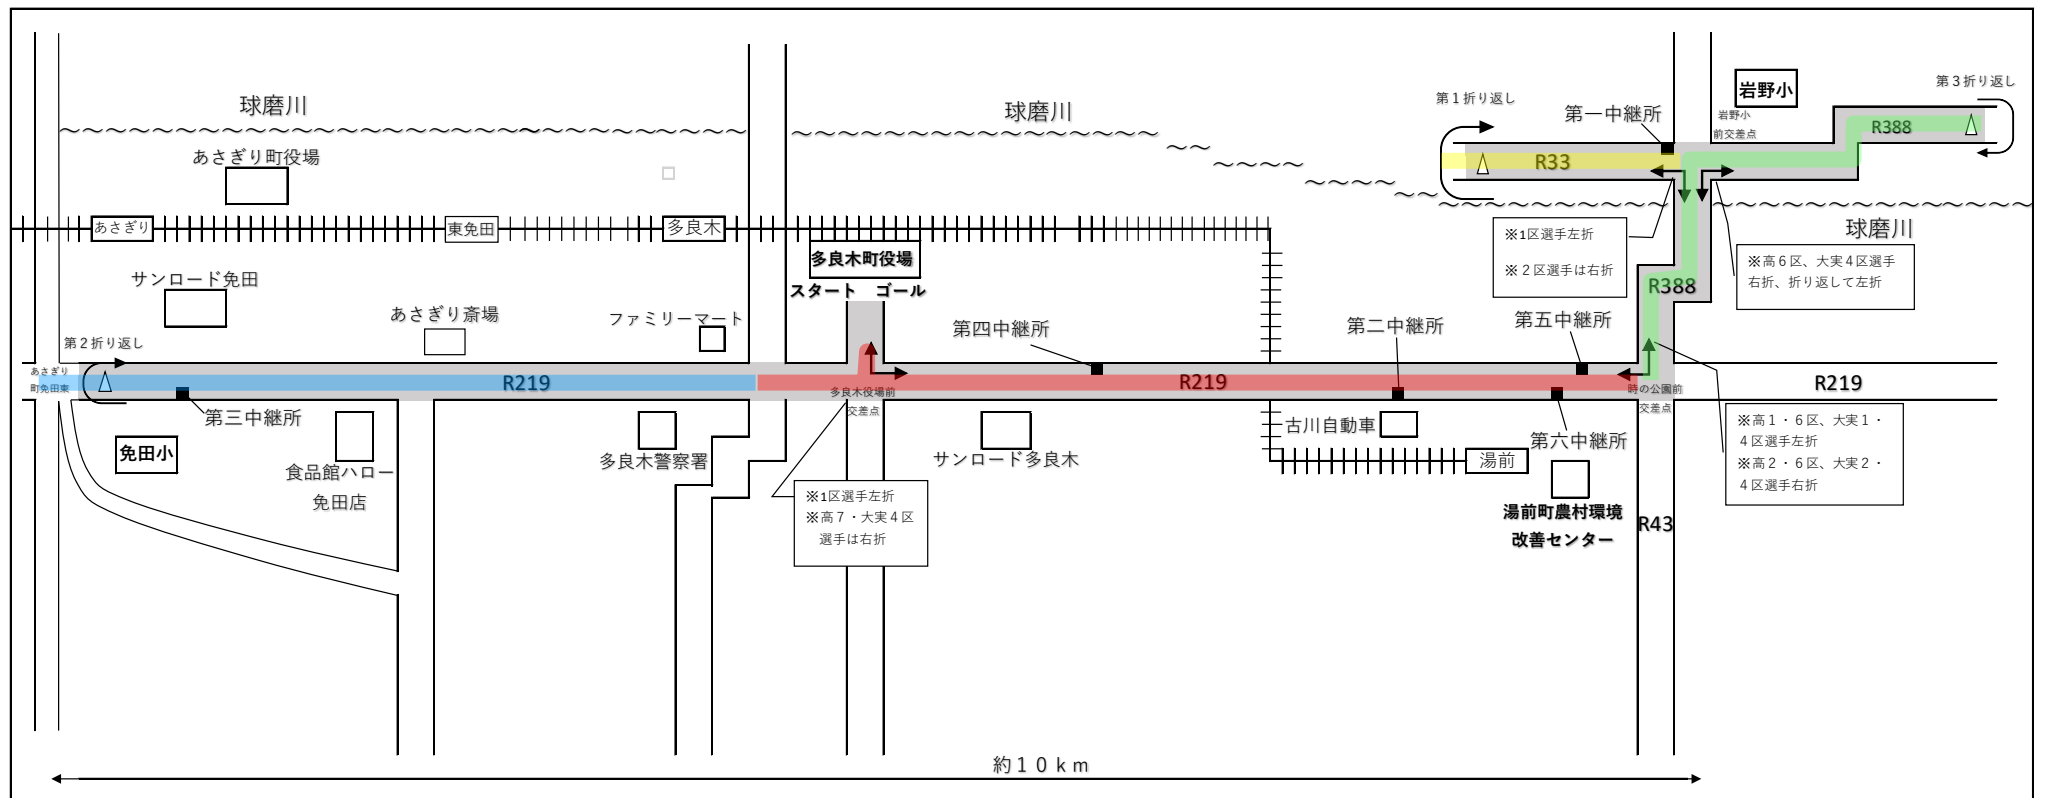 球磨川
球磨川
第１折り返し
第一中継所
岩野小
第３折り返し
岩野小
前交差点
R388
R33
あさぎり町役場
あさぎり
東免田
多良木
多良木町役場
スタート　ゴール
※1区選手左折
※２区選手は右折
球磨川
※高６区、大実４区選手
右折、折り返して左折
R388
サンロード免田
あさぎり斎場
ファミリーマート
第四中継所
第二中継所
第五中継所
第２折り返し
あさぎり
町免田東
R219
多良木役場前
交差点
R219
時の公園前
交差点
R219
第三中継所
免田小
食品館ハロー
免田店
多良木警察署
サンロード多良木
古川自動車
湯前
第六中継所
※高１・６区、大実１・
４区選手左折
※高２・６区、大実２・
４区選手右折
※1区選手左折
※高７・大実４区
選手は右折
湯前町農村環境
改善センター
R43
約１０ｋｍ